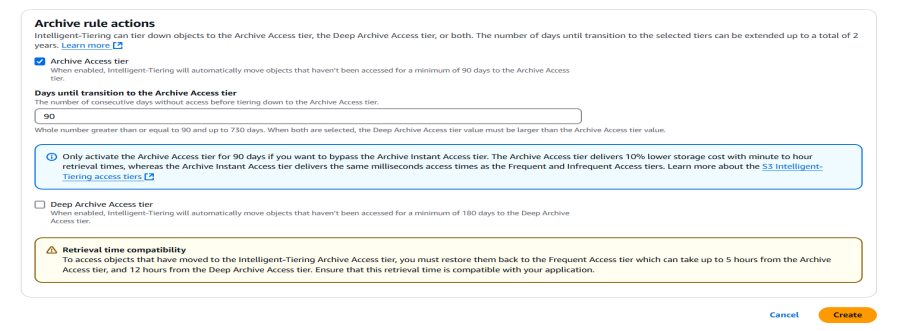 Archive rule actions
Intelligent-Tiering can tier down objects to the Archive Access tier, the Deep Archive Access tier, or both. The number of days until transition to the selected tiers can be extended up to a total of 2
years. Learn more
Archive Access tier
When enabled, Intelligent-Tiering will automatically move objects that haven't been accessed for a minimum of 90 days to the Archive Access
tier.
Days until transition to the Archive Access tier
The number of consecutive days without access before tiering down to the Archive Access tier.
90
Whole number greater than or equal to 90 and up to 730 days. When both are selected, the Deep Archive Access tier value must be larger than the Archive Access tier value.
Only activate the Archive Access tier for 90 days if you want to bypass the Archive Instant Access tier. The Archive Access tier delivers 10% lower storage cost with minute to hour
retrieval times, whereas the Archive Instant Access tier delivers the same milliseconds access times as the Frequent and Infrequent Access tiers. Learn more about the S3 Intelligent-
Tiering access tiers
Deep Archive Access tier
When enabled, Intelligent-Tiering will automatically move objects that haven't been accessed for a minimum of 180 days to the Deep Archive
Access tier.
Retrieval time compatibility
To access objects that have moved to the Intelligent-Tiering Archive Access tier, you must restore them back to the Frequent Access tier which can take up to 5 hours from the Archive
Access tier, and 12 hours from the Deep Archive Access tier. Ensure that this retrieval time is compatible with your application.
Cancel
Create